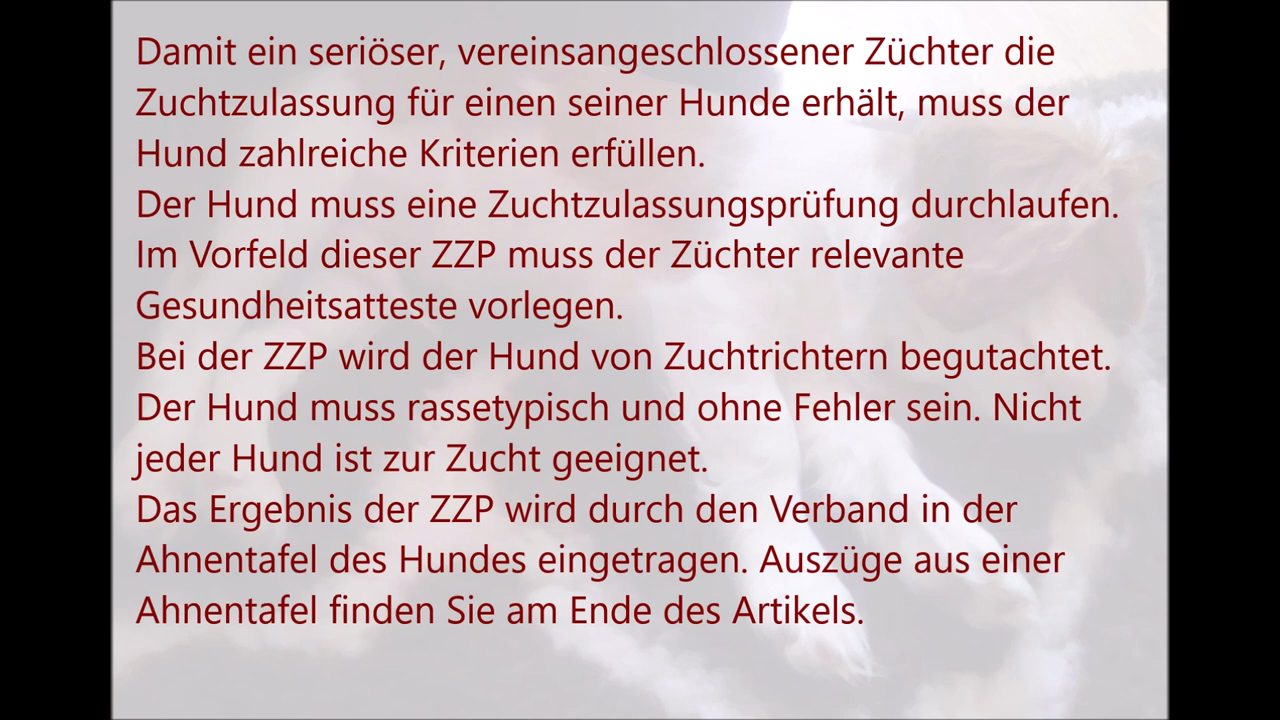 Damit ein seriöser, vereinsangeschlossener Züchter die
Zuchtzulassung für einen seiner Hunde erhält, muss der
Hund zahlreiche Kriterien erfüllen.
Der Hund muss eine Zuchtzulassungsprüfung durchlaufen.
Im Vorfeld dieser ZZP muss der Züchter relevante
Gesundheitsatteste vorlegen.
Bei der ZZP wird der Hund von Zuchtrichtern begutachtet.
Der Hund muss rassetypisch und ohne Fehler sein. Nicht
jeder Hund ist zur Zucht geeignet.
Das Ergebnis der ZZP wird durch den Verband in der
Ahnentafel des Hundes eingetragen. Auszüge aus einer
Ahnentafel finden Sie am Ende des Artikels.